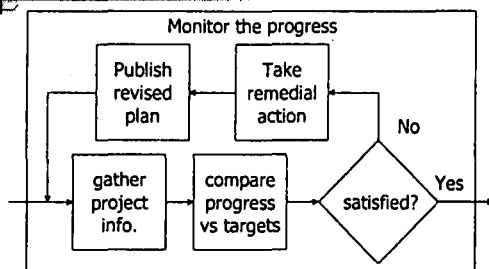 Monitor the progress
Publish
revised
plan
Take
remedial
action
No
gather
project
info.
compare
progress
vs targets
satisfied?
Yes